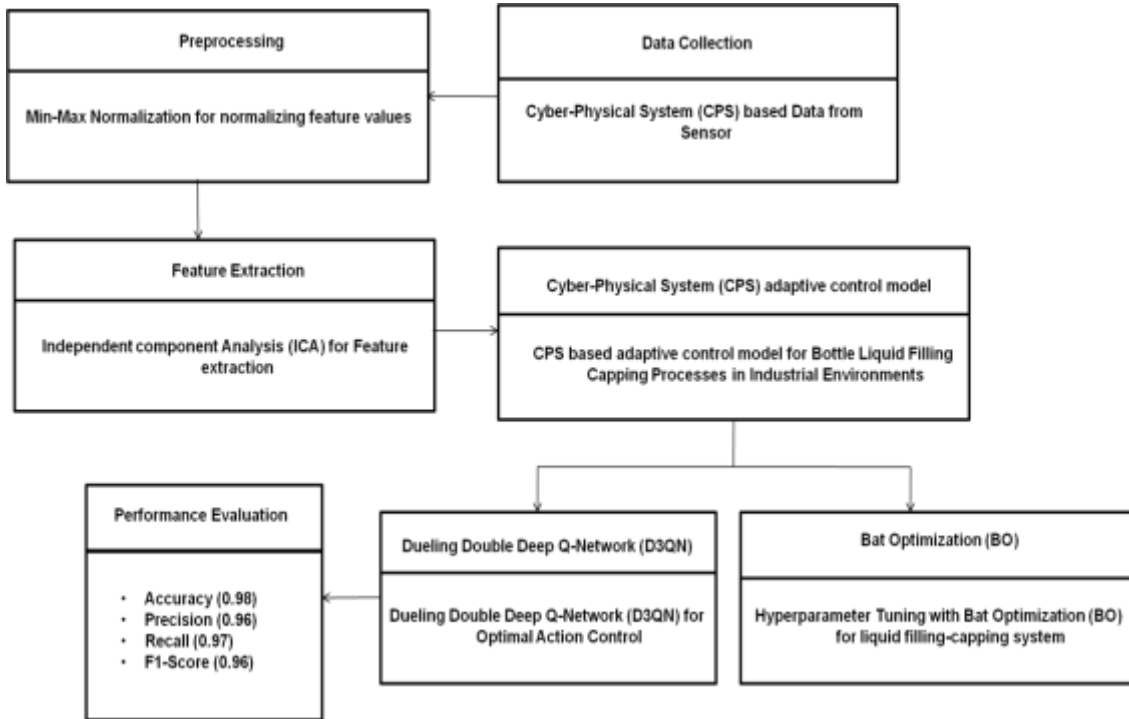 Preprocessing
Min-Max Normalization for normalizing feature values
Data Collection
Cyber-Physical System (CPS) based Data from
Sensor
Feature Extraction
Independent component Analysis (ICA) for Feature
extraction
Cyber-Physical System (CPS) adaptive control model
CPS based adaptive control model for Bottle Liquid Filling
Capping Processes in Industrial Environments
Performance Evaluation
• Accuracy (0.98)
• Precision (0.96)
• Recall (0.97)
• F1-Score (0.96)
Dueling Double Deep Q-Network (D3QN)
Dueling Double Deep Q-Network (D3QN) for
Optimal Action Control
Bat Optimization (BO)
Hyperparameter Tuning with Bat Optimization (BO)
for liquid filling-capping system